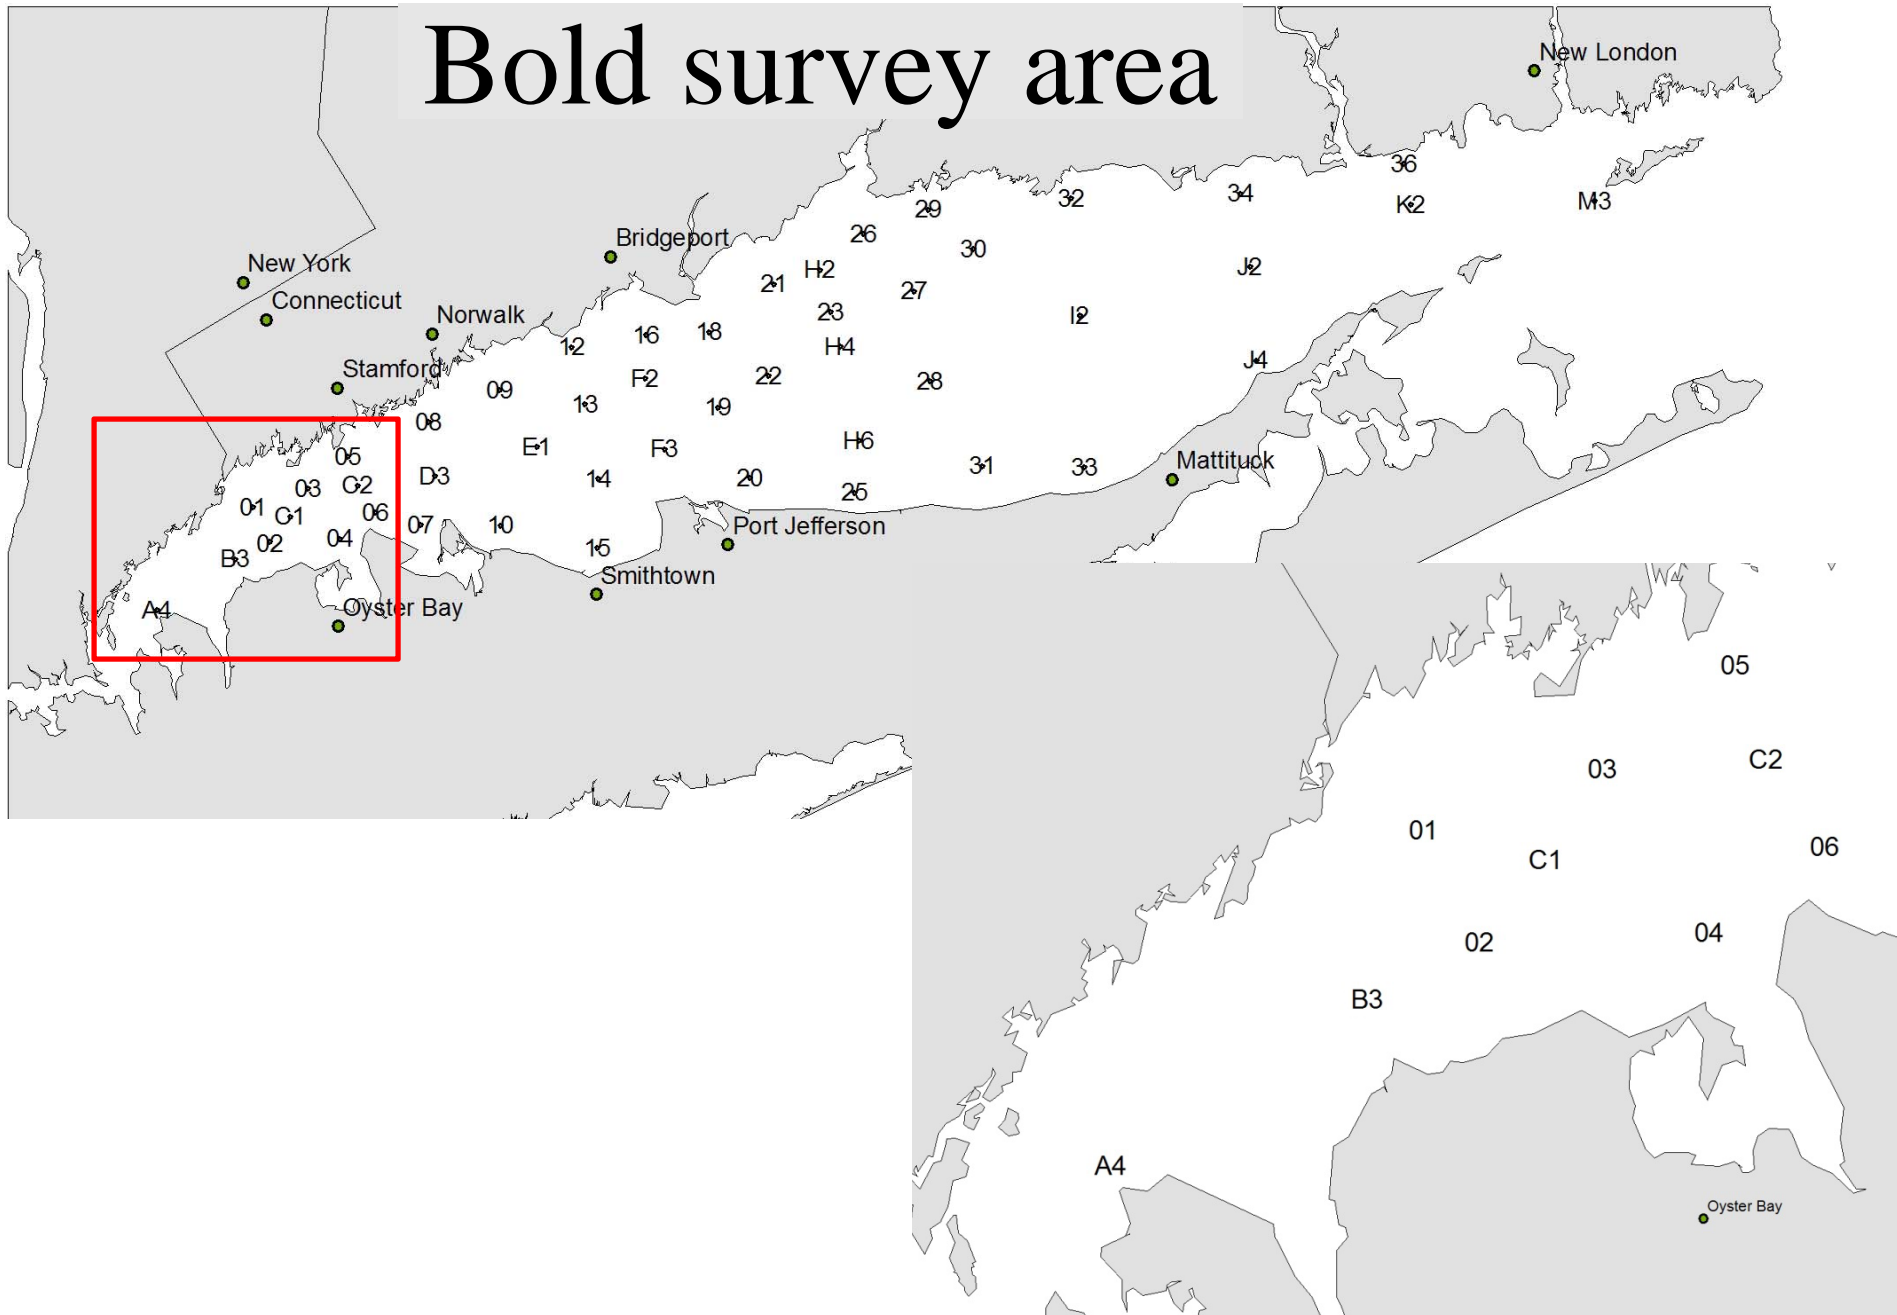 Bold survey area
New London
36
34
32
K2
M3
29
26
30
Bridgeport
New York
H2
J2
21
27
Connecticut
23
I2
Norwalk
16
18
12
H4
J4
Stamford
F2
22
28
09
13
19
08
E1
F3
H6
05
31
33
Mattituck
D3
14
20
C2
03
25
01
C1
06
07
10
Port Jefferson
04
02
15
B3
Smithtown
A4
Oyster Bay
05
C2
03
01
06
C1
04
02
B3
A4
Oyster Bay